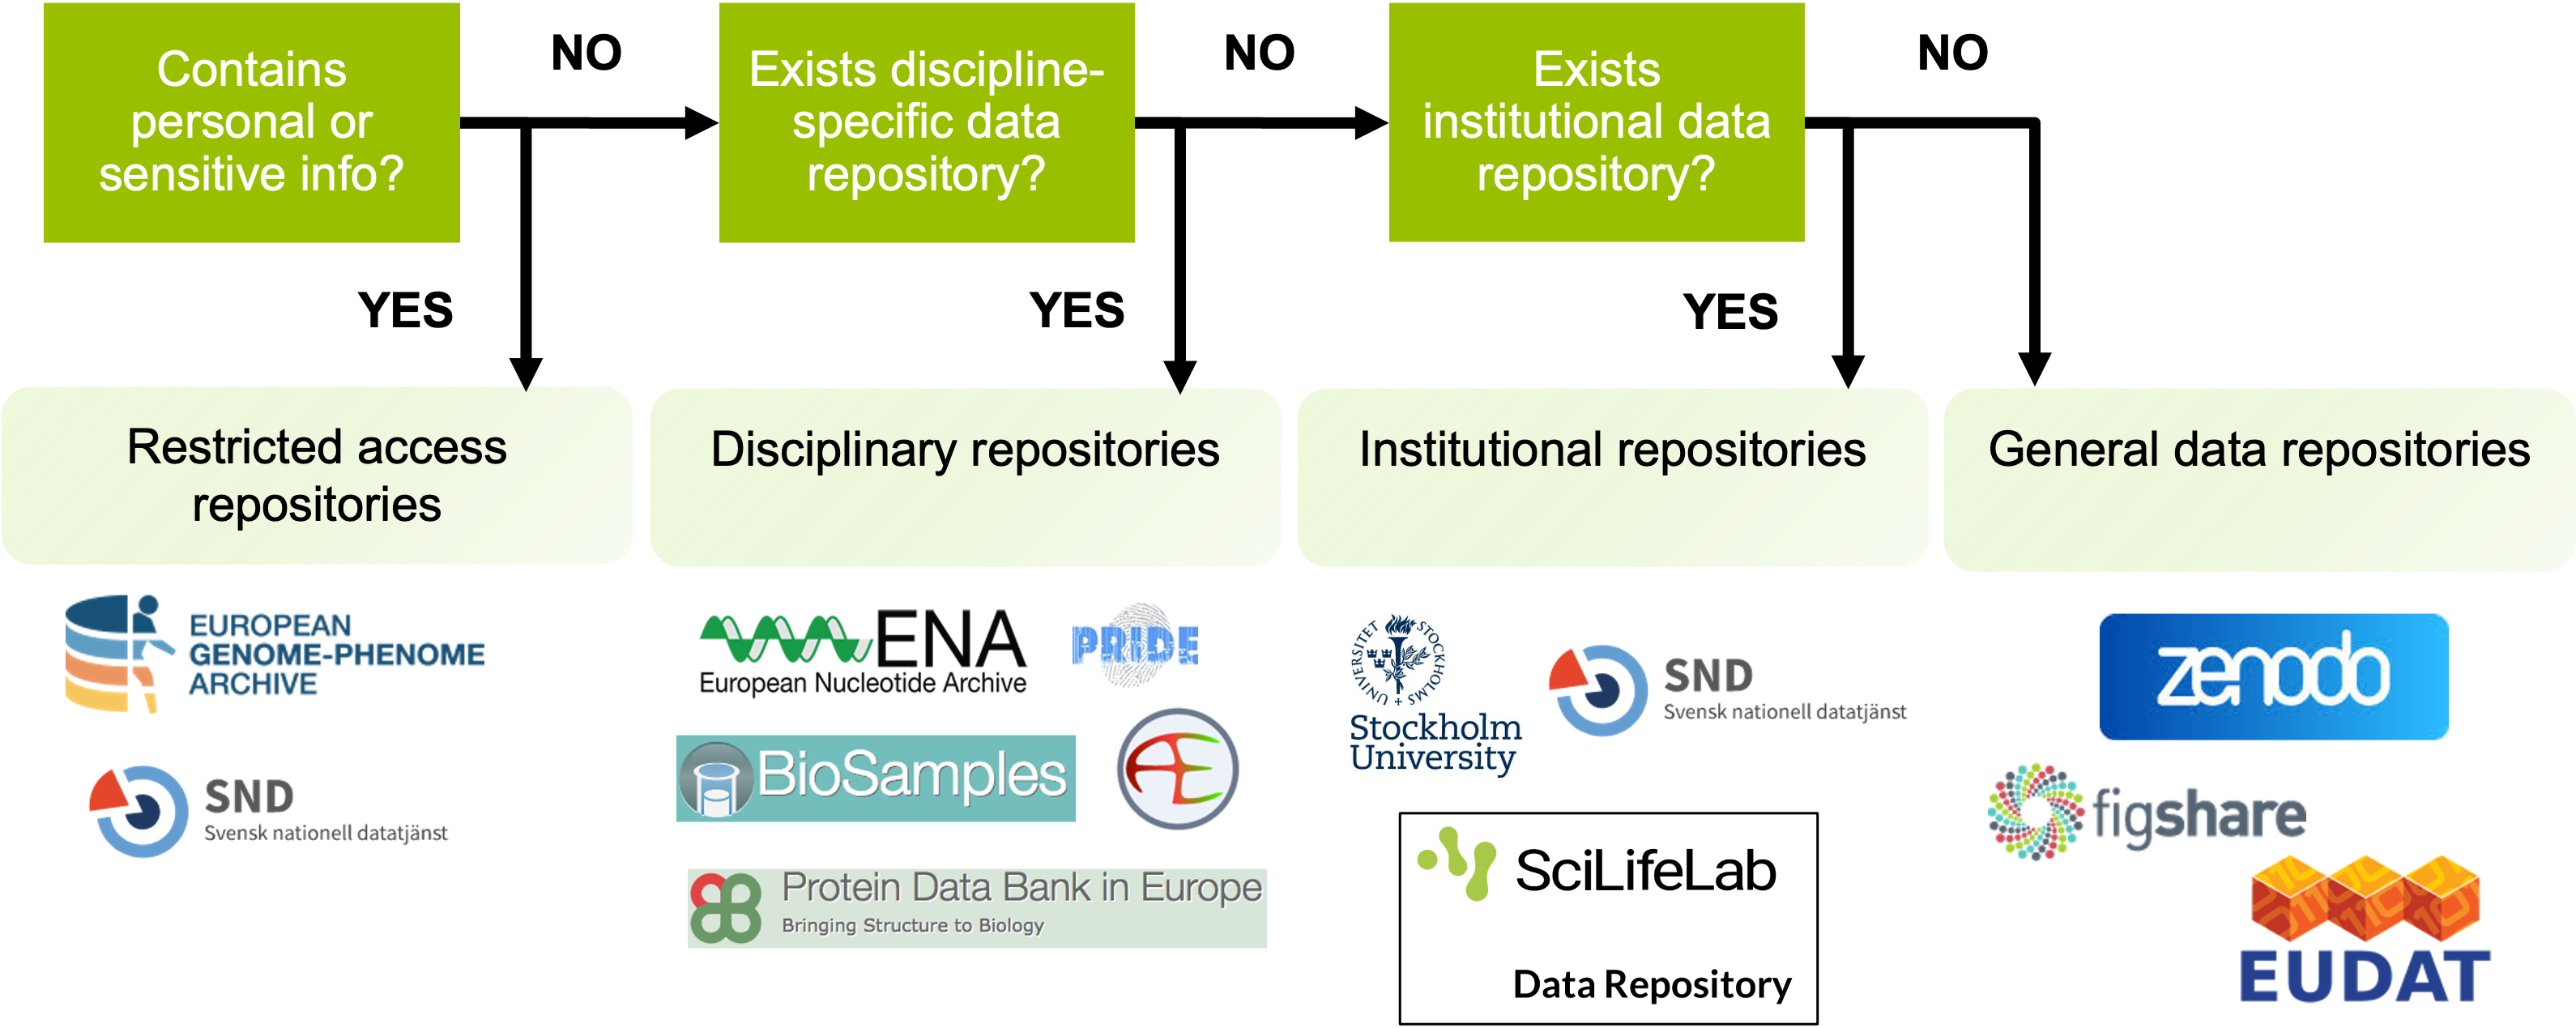 Contains
personal or
sensitive info?
NO
Exists discipline-
specific data
repository?
NO
Exists
institutional data
repository?
NO
YES
YES
YES
Restricted access
repositories
Disciplinary repositories
Institutional repositories
General data repositories
EUROPEAN
GENOME-PHENOME
ARCHIVE
SND
Svensk nationell datatjänst
ENA
European Nucleotide Archive
PRIDE
BioSamples
AE
Protein Data Bank in Europe
Bringing Structure to Biology
STOCKHOLMS UNIVERSITET
Stockholm
University
SND
Svensk nationell datatjänst
SciLifeLab
Data Repository
zenodo
figshare
EUDAT